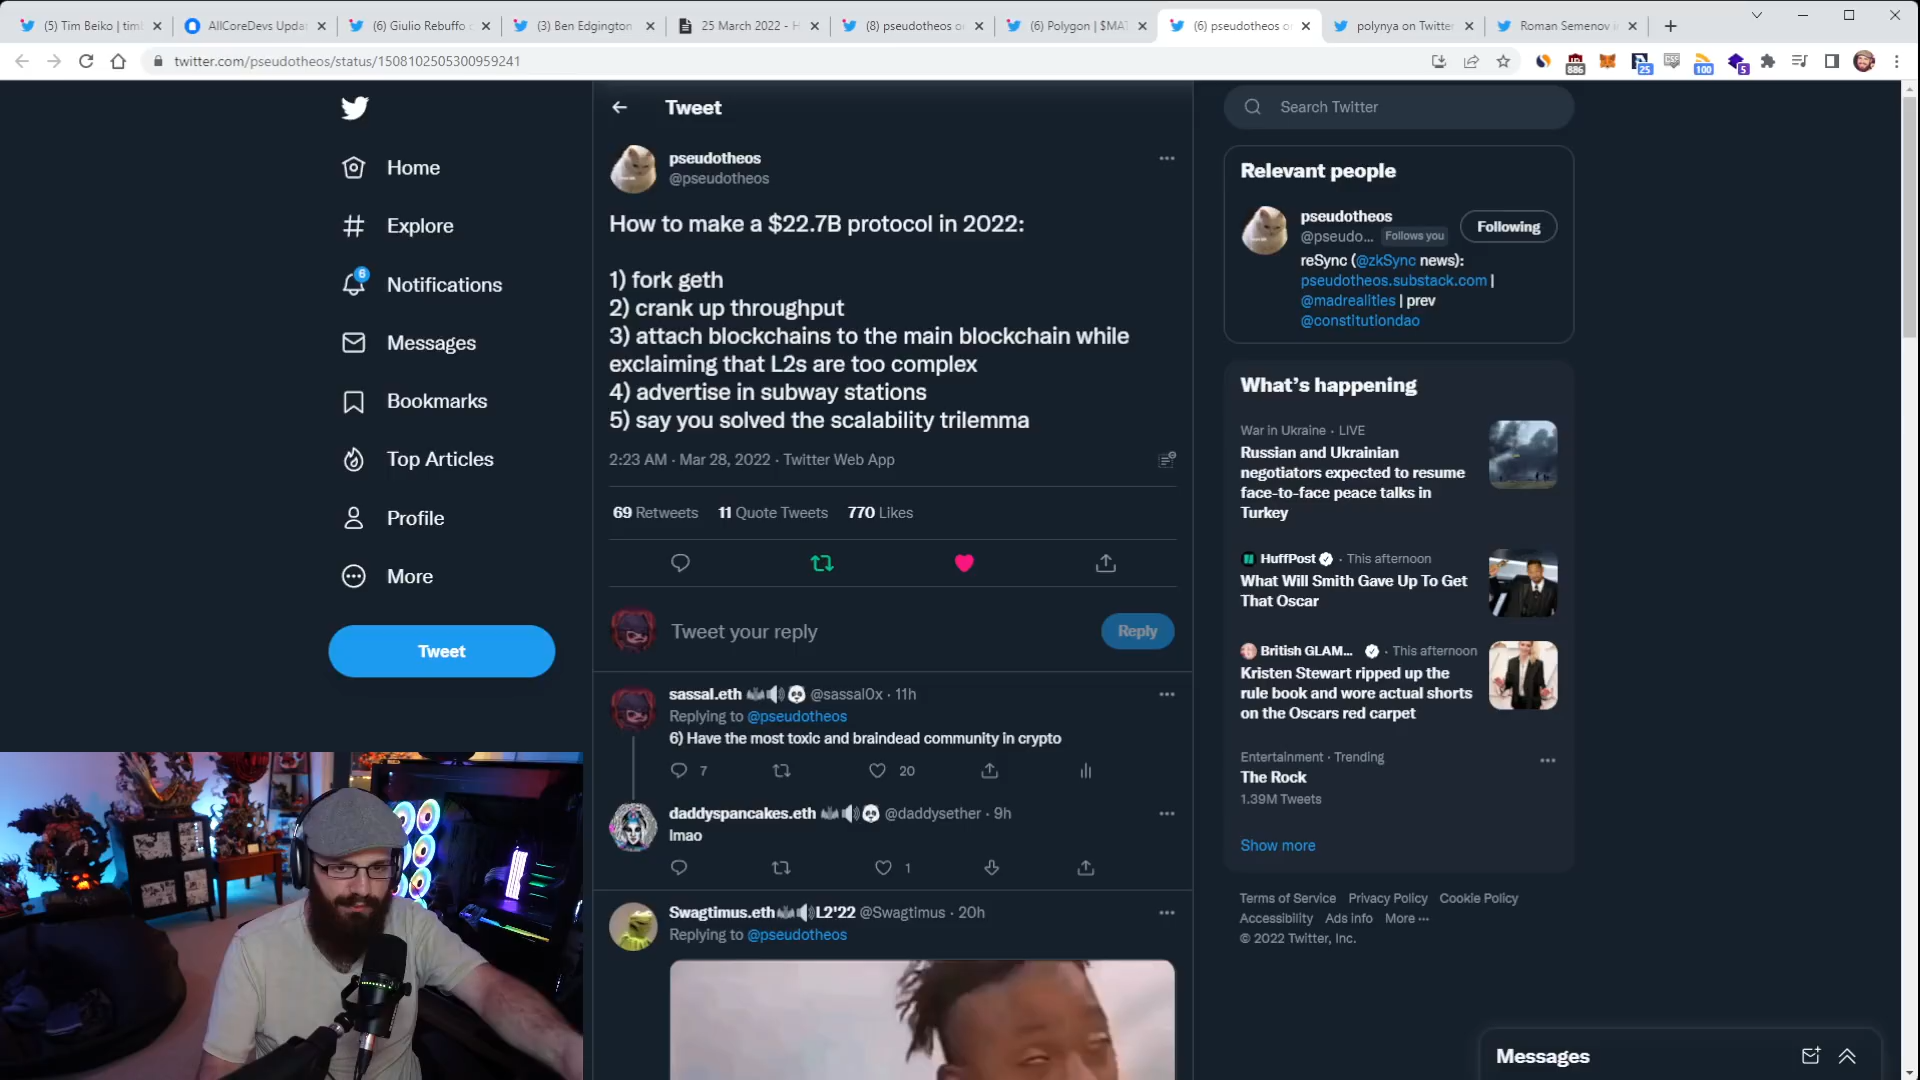 (5) Tim Beiko | timb
AllCoreDevs Updat
(6) Giulio Rebuffo
(3) Ben Edgington
25 March 2022 - H
(8) pseudotheos o
(6) Polygon | $MAT
(6) pseudotheos o
polynya on Twitter
Roman Semenov i
twitter.com/pseudotheos/status/1508102505300959241
886
25
100
5
Home
Explore
6
Notifications
Messages
Bookmarks
Top Articles
Profile
More
Tweet
Tweet
pseudotheos
@pseudotheos
How to make a $22.7B protocol in 2022:
1) fork geth
2) crank up throughput
3) attach blockchains to the main blockchain while
exclaiming that L2s are too complex
4) advertise in subway stations
5) say you solved the scalability trilemma
2:23 AM · Mar 28, 2022 · Twitter Web App
69 Retweets 11 Quote Tweets 770 Likes
Tweet your reply
Reply
sassal.eth @sassal0x · 11h
Replying to @pseudotheos
6) Have the most toxic and braindead community in crypto
7
20
daddyspancakes.eth @daddysether · 9h
lmao
1
Swagtimus.eth L2'22 @Swagtimus · 20h
Replying to @pseudotheos
Search Twitter
Relevant people
pseudotheos
@pseudo... Follows you
Following
reSync (@zkSync news):
pseudotheos.substack.com |
@madrealities | prev
@constitutiondao
What's happening
War in Ukraine · LIVE
Russian and Ukrainian
negotiators expected to resume
face-to-face peace talks in
Turkey
HuffPost · This afternoon
What Will Smith Gave Up To Get
That Oscar
British GLAM... · This afternoon
Kristen Stewart ripped up the
rule book and wore actual shorts
on the Oscars red carpet
Entertainment · Trending
The Rock
1.39M Tweets
Show more
Terms of Service Privacy Policy Cookie Policy
Accessibility Ads info More ···
© 2022 Twitter, Inc.
Messages